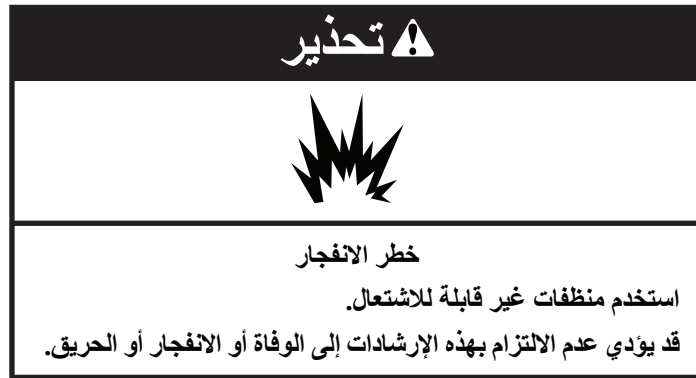 تحذير
خطر الانفجار
استخدم منظفات غير قابلة للاشتعال.
قد يؤدي عدم الالتزام بهذه الإرشادات إلى الوفاة أو الانفجار أو الحريق.